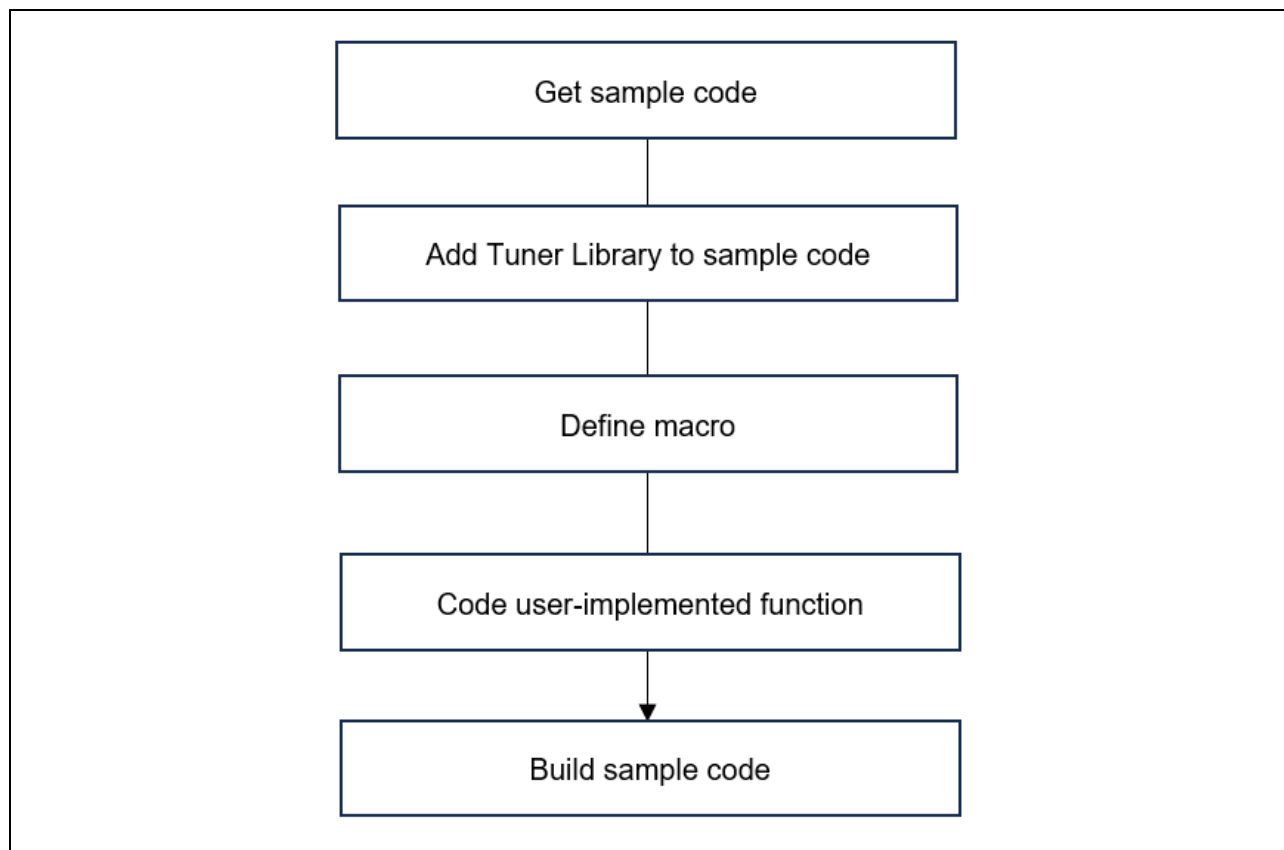 Get sample code
Add Tuner Library to sample code
Define macro
Code user-implemented function
Build sample code